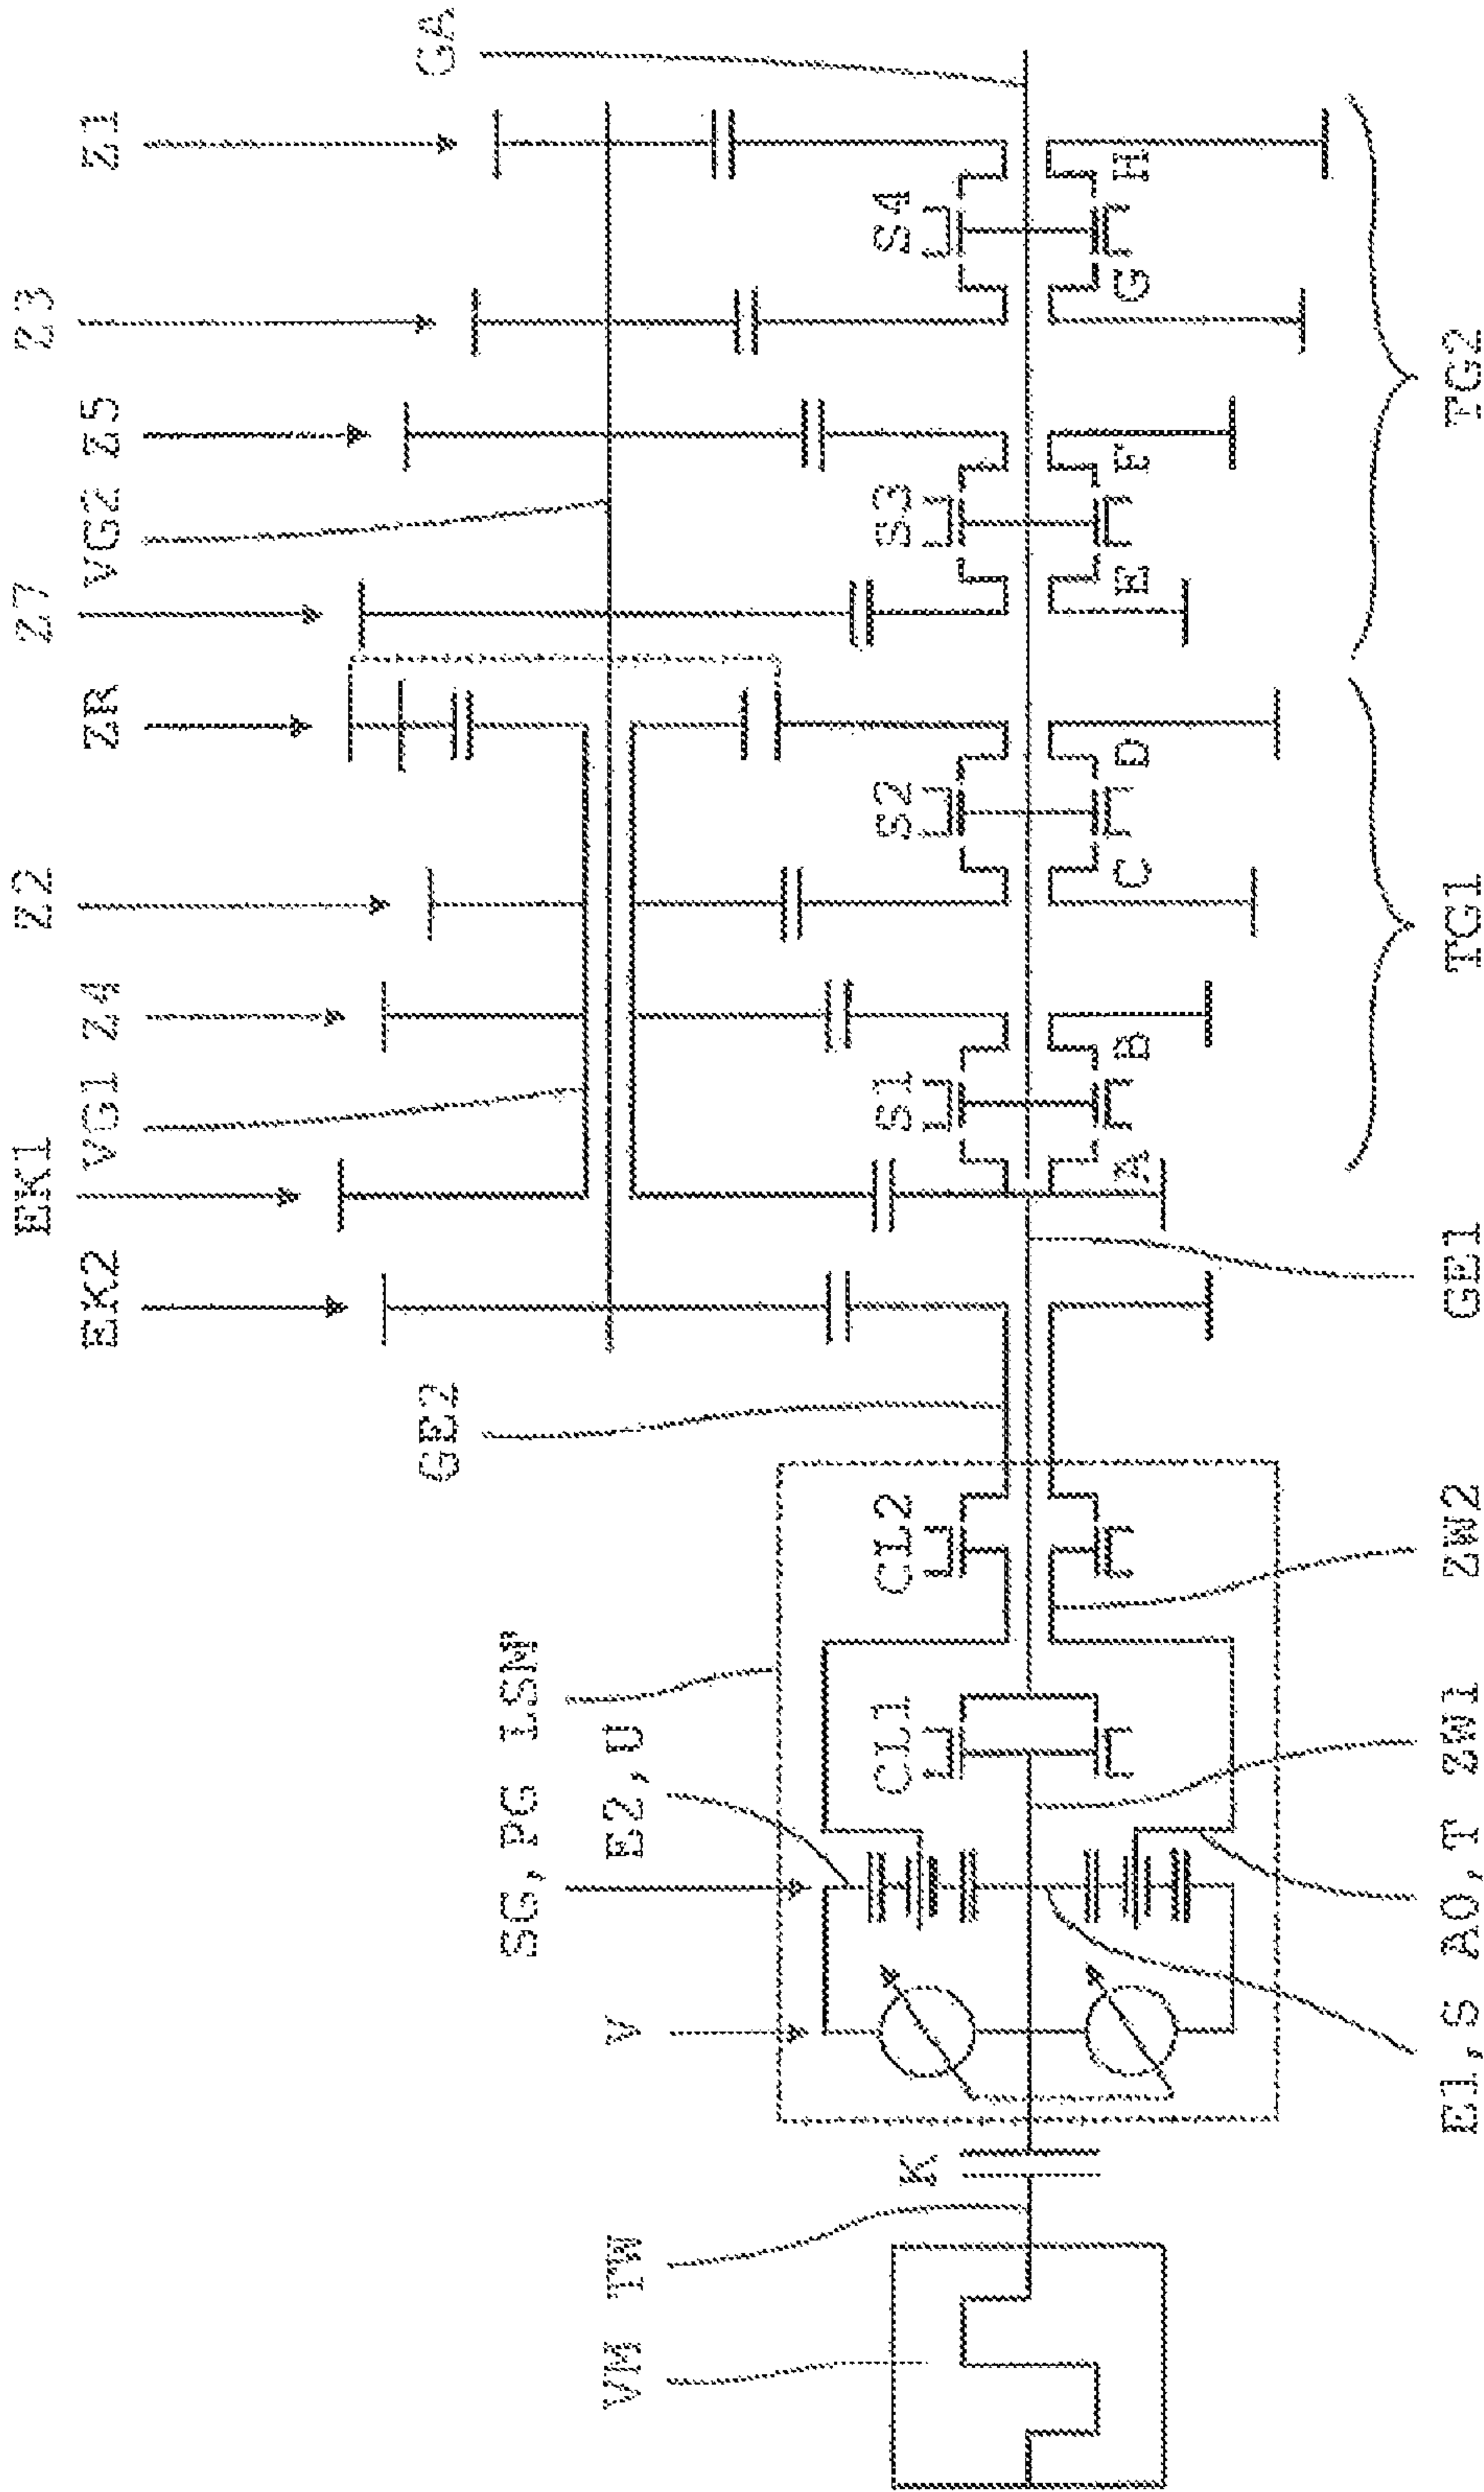 EK2
EK1
VG1
Z4
Z2
ZR
Z7
VG2
Z5
Z3
Z1
GA
GE2
SG, PG
LSM'
E2, U
V
VM
TW
K
CL1
CL2
S1
S2
S3
S4
A
B
C
D
E
F
G
H
E1, S
AO, T
ZW1
ZW2
GE1
TG1
TG2